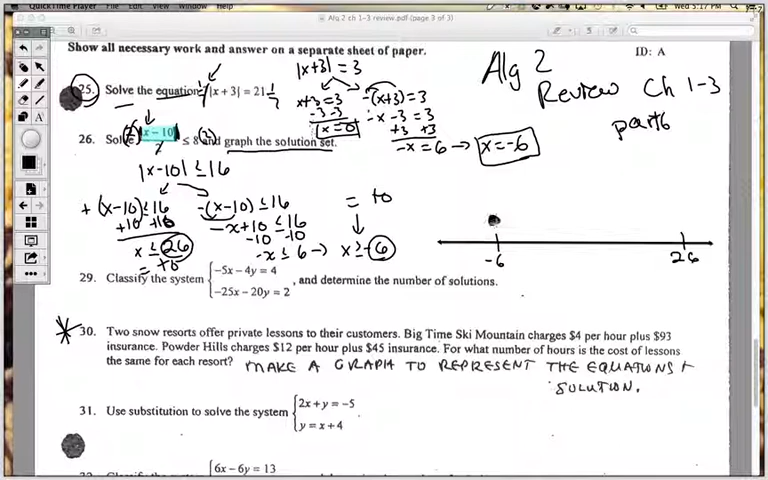 QuickTime Player File Edit View Window Help
Wed 5:17 PM
Alg 2 ch 1-3 review.pdf (page 3 of 3)
Show all necessary work and answer on a separate sheet of paper.
ID: A
Alg 2
Review Ch 1-3
part 6
25. Solve the equation 7|x + 3| = 21
|x+3| = 3
x+3 = 3
-3 -3
x=0
-(x+3) = 3
-x - 3 = 3
+3 +3
-x = 6 → x = -6
26. Solve |x – 10| ≤ 8 and graph the solution set.
2
(2) (2)
|x-10| ≤ 16
+(x-10) ≤ 16
+10 +10
x ≤ 26
= to
-(x-10) ≤ 16
-x+10 ≤ 16
-10 -10
-x ≤ 6 → x ≥ -6
= to
-6
26
29. Classify the system { -5x – 4y = 4
-25x – 20y = 2 , and determine the number of solutions.
30. Two snow resorts offer private lessons to their customers. Big Time Ski Mountain charges $4 per hour plus $93
insurance. Powder Hills charges $12 per hour plus $45 insurance. For what number of hours is the cost of lessons
the same for each resort? MAKE A GRAPH TO REPRESENT THE EQUATIONS +
SOLUTION.
31. Use substitution to solve the system { 2x + y = –5
y = x + 4
6x – 6y = 13